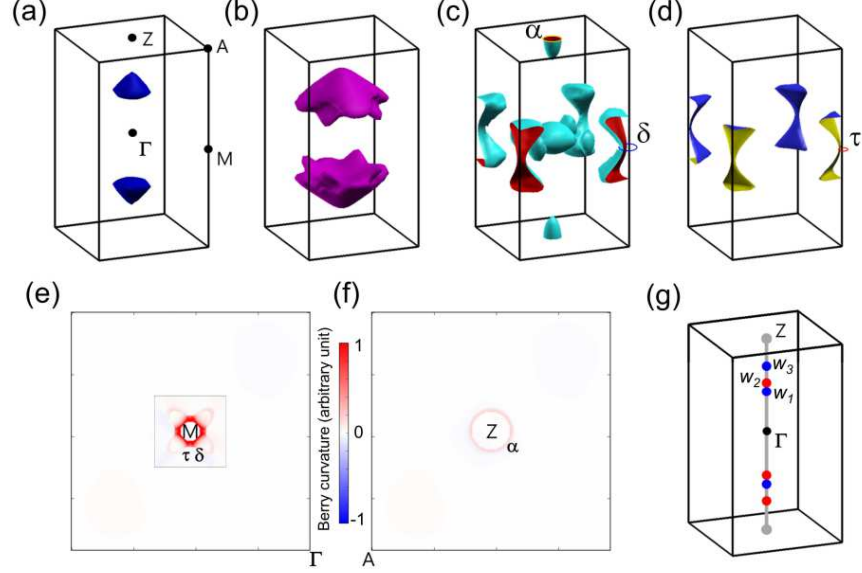 (a)
Z
A
Γ
M
(b)
(c)
α
δ
(d)
τ
(e)
M
τ δ
Γ
Berry curvature (arbitrary unit)
1
0
-1
(f)
Z
α
A
(g)
Z
w3
w2
w1
Γ